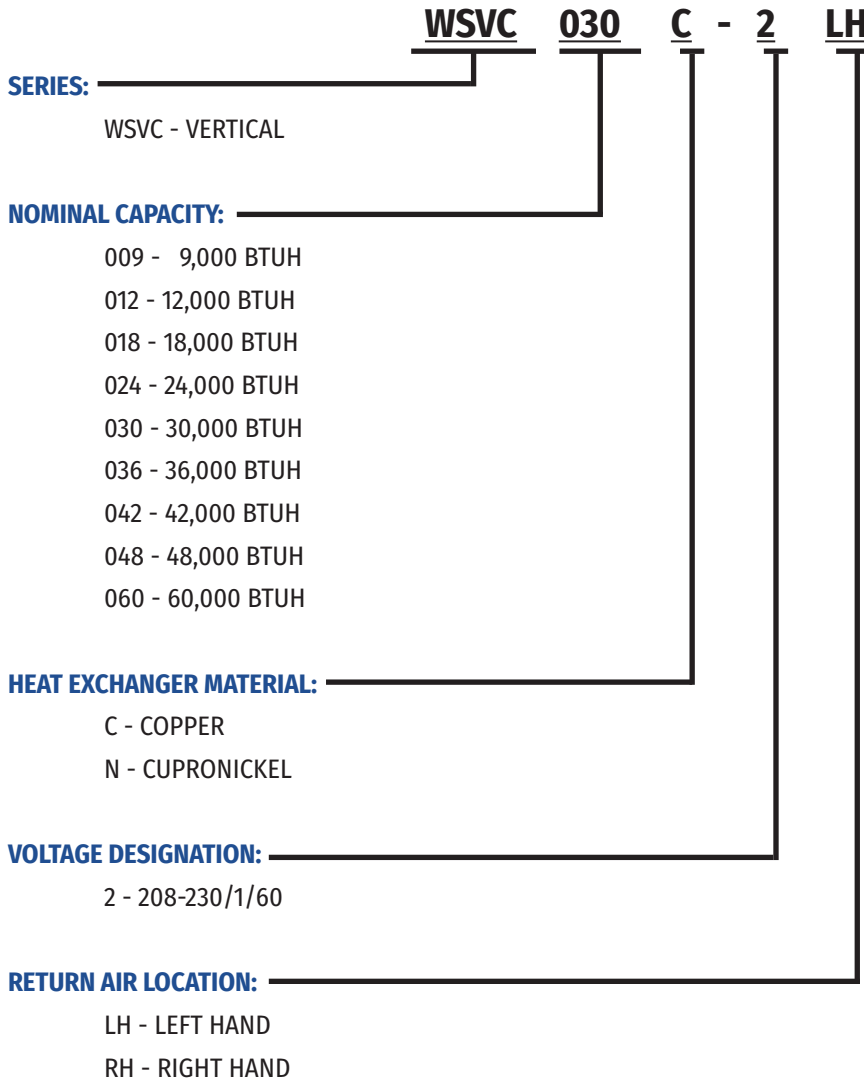 WSVC 030 C - 2 LH
SERIES:
WSVC - VERTICAL
NOMINAL CAPACITY:
009 - 9,000 BTUH
012 - 12,000 BTUH
018 - 18,000 BTUH
024 - 24,000 BTUH
030 - 30,000 BTUH
036 - 36,000 BTUH
042 - 42,000 BTUH
048 - 48,000 BTUH
060 - 60,000 BTUH
HEAT EXCHANGER MATERIAL:
C - COPPER
N - CUPRONICKEL
VOLTAGE DESIGNATION:
2 - 208-230/1/60
RETURN AIR LOCATION:
LH - LEFT HAND
RH - RIGHT HAND